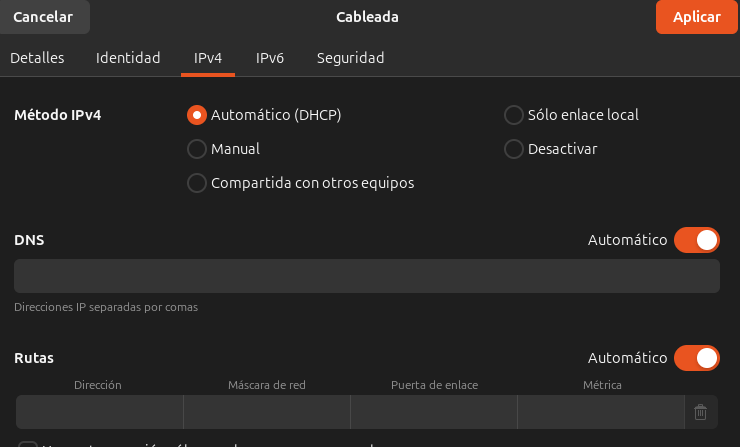 Cancelar Cableada Aplicar
Detalles Identidad IPv4 IPv6 Seguridad
Método IPv4 Automático (DHCP) Sólo enlace local
Manual Desactivar
Compartida con otros equipos
DNS Automático
Direcciones IP separadas por comas
Rutas Automático
Dirección Máscara de red Puerta de enlace Métrica